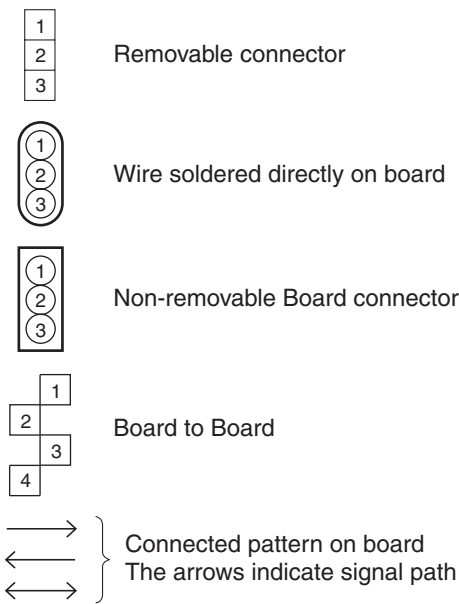 1
2
3
Removable connector
1
2
3
Wire soldered directly on board
1
2
3
Non-removable Board connector
1
2
3
4
Board to Board
Connected pattern on board
The arrows indicate signal path